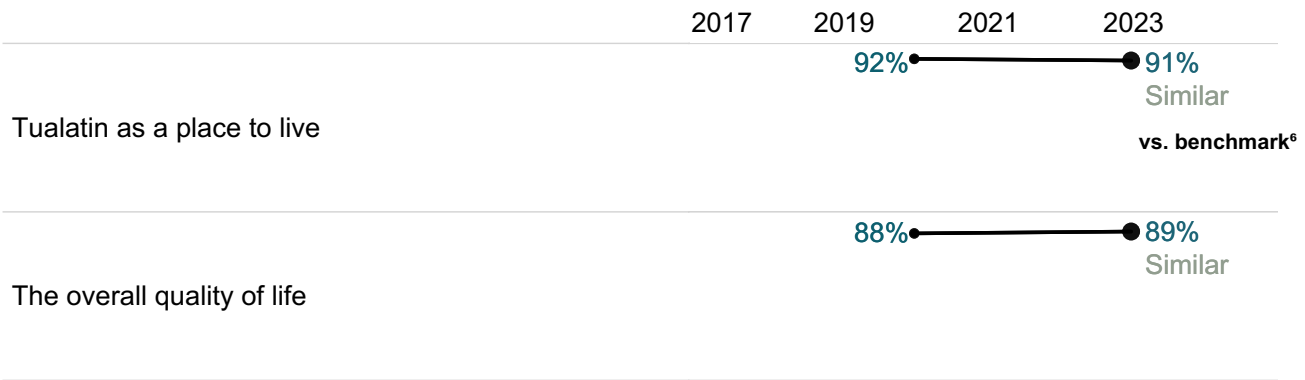 2017 2019 2021 2023
92% 91%
Similar
Tualatin as a place to live
vs. benchmark⁶
88% 89%
Similar
The overall quality of life